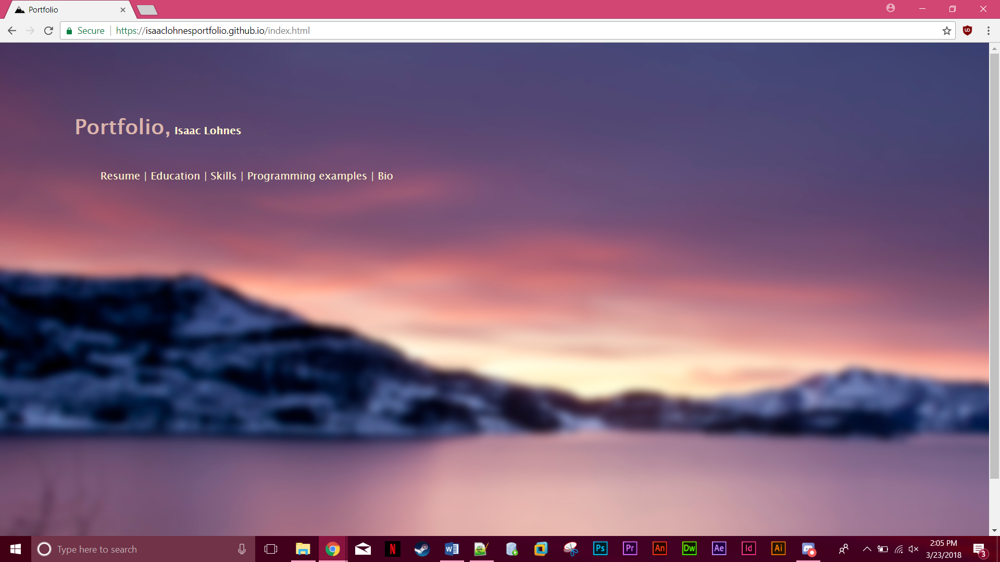 Portfolio
Secure
https://isaaclohnesportfolio.github.io/index.html
Portfolio, Isaac Lohnes
Resume | Education | Skills | Programming examples | Bio
Type here to search
N
W
Ps
Pr
An
Dw
Ae
Id
Ai
2:05 PM
3/23/2018
3